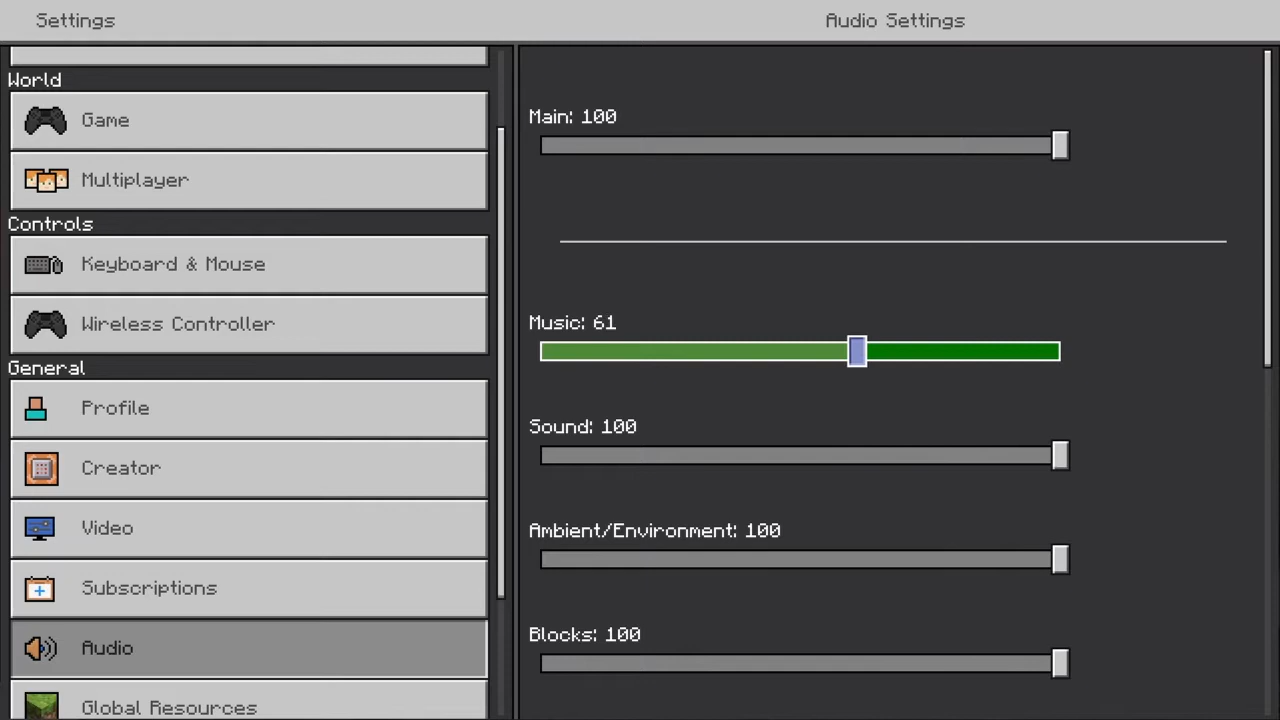 Settings
Audio Settings
World
Game
Multiplayer
Controls
Keyboard & Mouse
Wireless Controller
General
Profile
Creator
Video
Subscriptions
Audio
Global Resources
Main: 100
Music: 61
Sound: 100
Ambient/Environment: 100
Blocks: 100